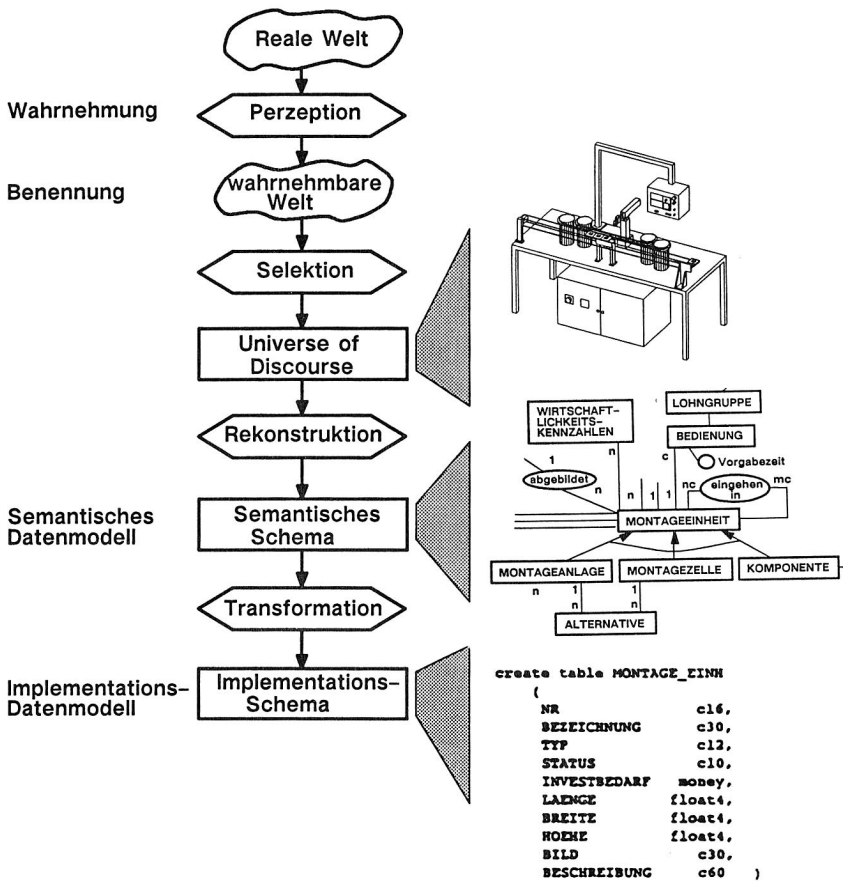 Reale Welt
Wahrnehmung
Perzeption
Benennung
wahrnehmbare
Welt
Selektion
Universe of
Discourse
Rekonstruktion
Semantisches
Datenmodell
Semantisches
Schema
Transformation
Implementations-
Datenmodell
Implementations-
Schema
WIRTSCHAFT-
LICHKEITS-
KENNZAHLEN
LOHNGRUPPE
BEDIENUNG
Vorgabezeit
1
n
c
abgebildet
n
n
1
1
nc
eingehen
in
mc
MONTAGEEINHEIT
MONTAGEANLAGE
MONTAGEZELLE
KOMPONENTE
n
1
n
1
n
ALTERNATIVE
create table MONTAGE_EINH
(
NR c16,
BEZEICHNUNG c30,
TYP c12,
STATUS c10,
INVESTBEDARF money,
LAENGE float4,
BREITE float4,
HOEHE float4,
BILD c30,
BESCHREIBUNG c60 )